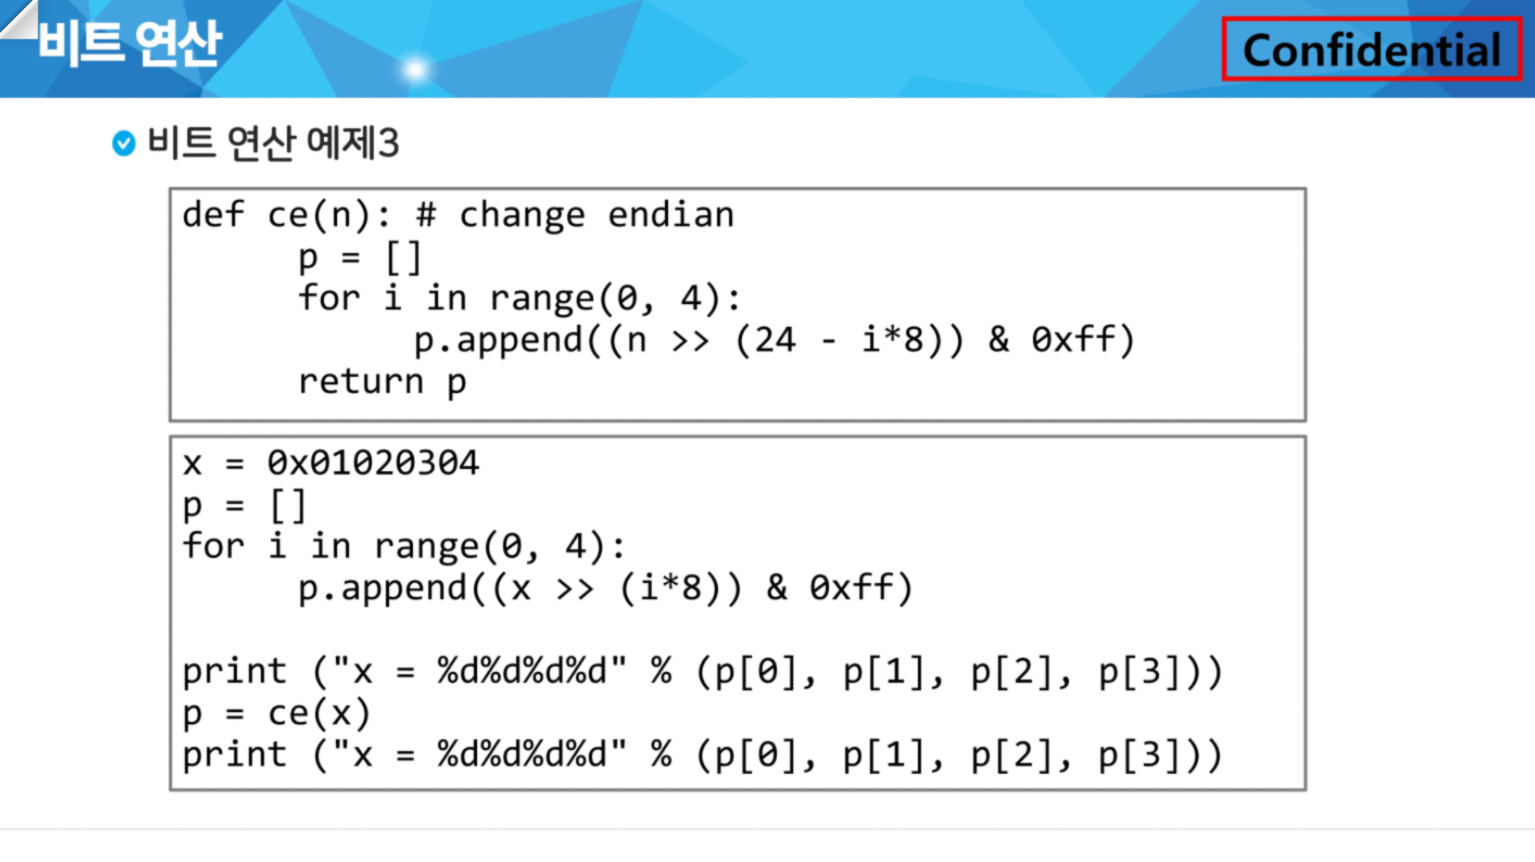 비트 연산
Confidential
비트 연산 예제3
def ce(n): # change endian
p = []
for i in range(0, 4):
p.append((n >> (24 - i*8)) & 0xff)
return p
x = 0x01020304
p = []
for i in range(0, 4):
p.append((x >> (i*8)) & 0xff)
print ("x = %d%d%d%d" % (p[0], p[1], p[2], p[3]))
p = ce(x)
print ("x = %d%d%d%d" % (p[0], p[1], p[2], p[3]))